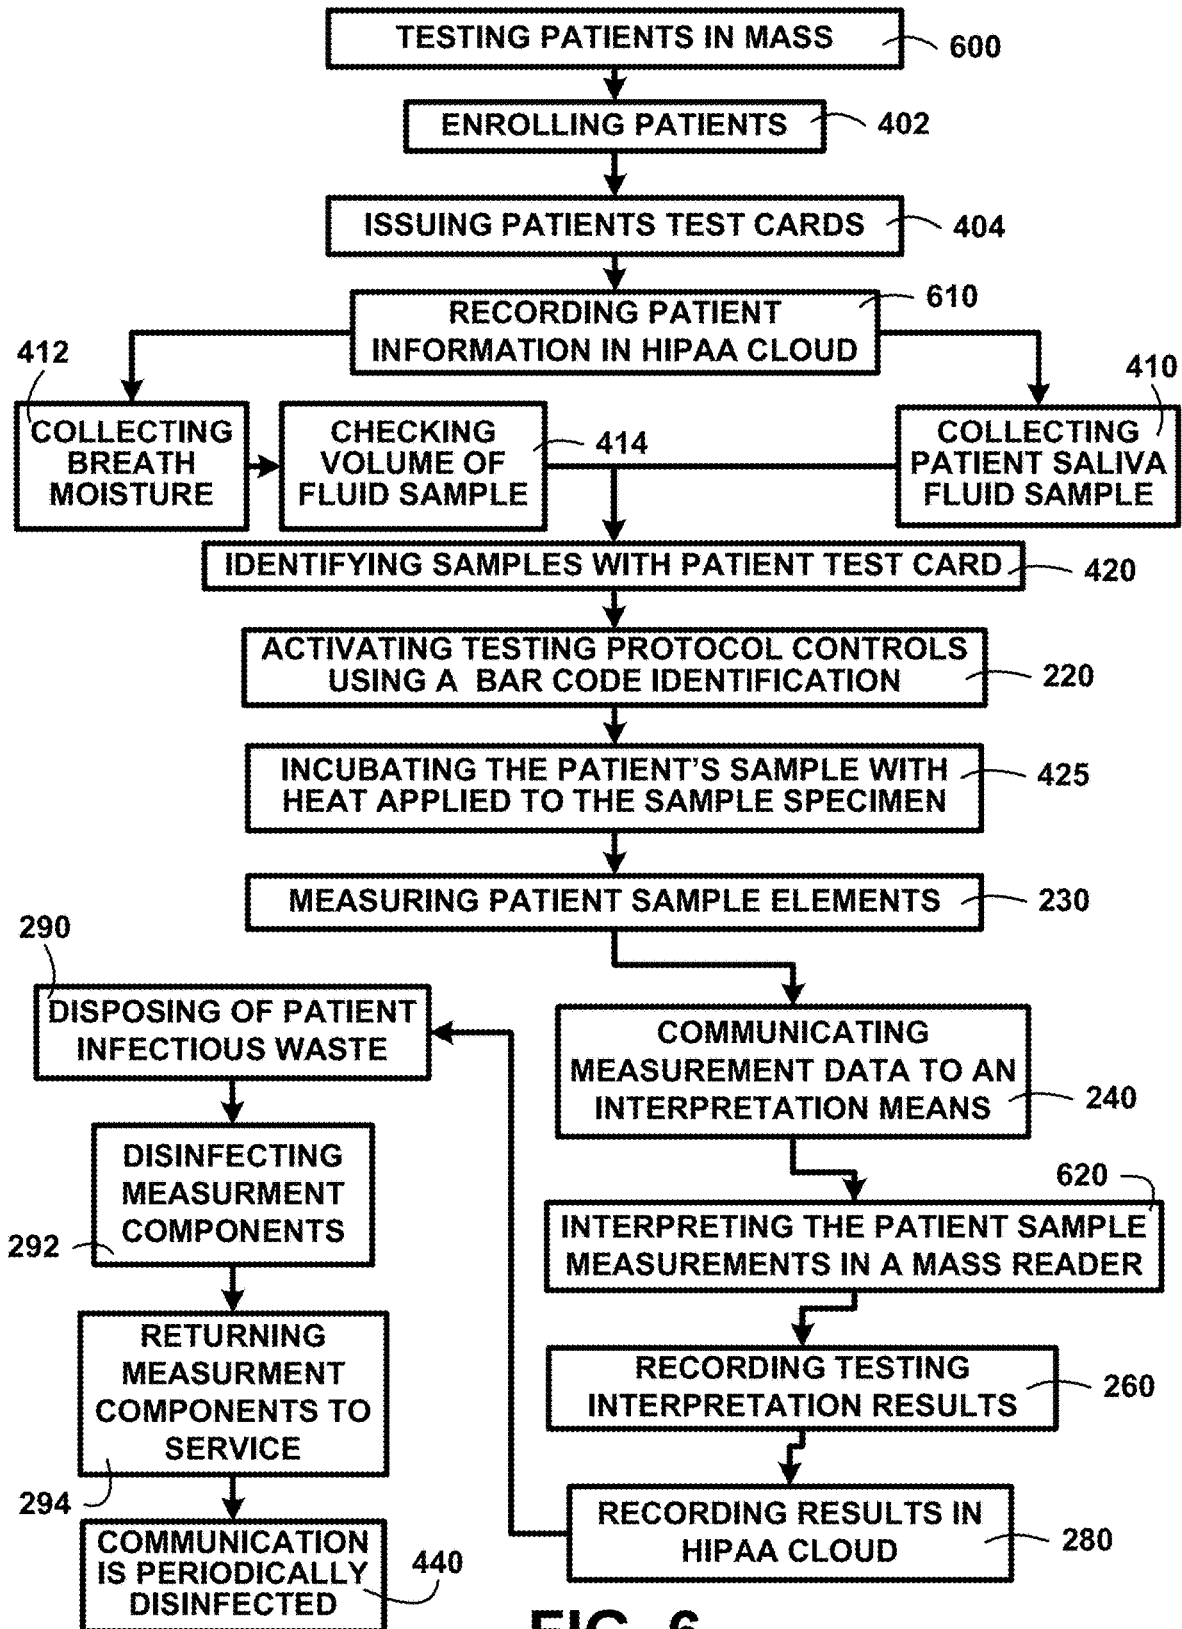 TESTING PATIENTS IN MASS
600
ENROLLING PATIENTS
402
ISSUING PATIENTS TEST CARDS
404
RECORDING PATIENT
INFORMATION IN HIPAA CLOUD
610
412
COLLECTING
BREATH
MOISTURE
CHECKING
VOLUME OF
FLUID SAMPLE
414
410
COLLECTING
PATIENT SALIVA
FLUID SAMPLE
IDENTIFYING SAMPLES WITH PATIENT TEST CARD
420
ACTIVATING TESTING PROTOCOL CONTROLS
USING A BAR CODE IDENTIFICATION
220
INCUBATING THE PATIENT'S SAMPLE WITH
HEAT APPLIED TO THE SAMPLE SPECIMEN
425
MEASURING PATIENT SAMPLE ELEMENTS
230
COMMUNICATING
MEASUREMENT DATA TO AN
INTERPRETATION MEANS
240
620
INTERPRETING THE PATIENT SAMPLE
MEASUREMENTS IN A MASS READER
RECORDING TESTING
INTERPRETATION RESULTS
260
RECORDING RESULTS IN
HIPAA CLOUD
280
290
DISPOSING OF PATIENT
INFECTIOUS WASTE
DISINFECTING
MEASURMENT
COMPONENTS
292
RETURNING
MEASURMENT
COMPONENTS TO
SERVICE
294
COMMUNICATION
IS PERIODICALLY
DISINFECTED
440
FIG. 6